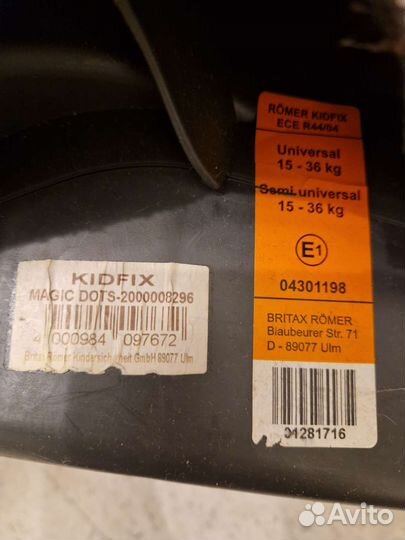 RÖMER KIDFIX
ECE R44/04
Universal
15 - 36 kg
Semi universal
15 - 36 kg
E1
04301198
BRITAX RÖMER
Blaubeurer Str. 71
D - 89077 Ulm
01281716
KIDFIX
MAGIC DOTS-2000008296
4 000984 097672
Britax Römer Kindersicherheit GmbH 89077 Ulm
Avito